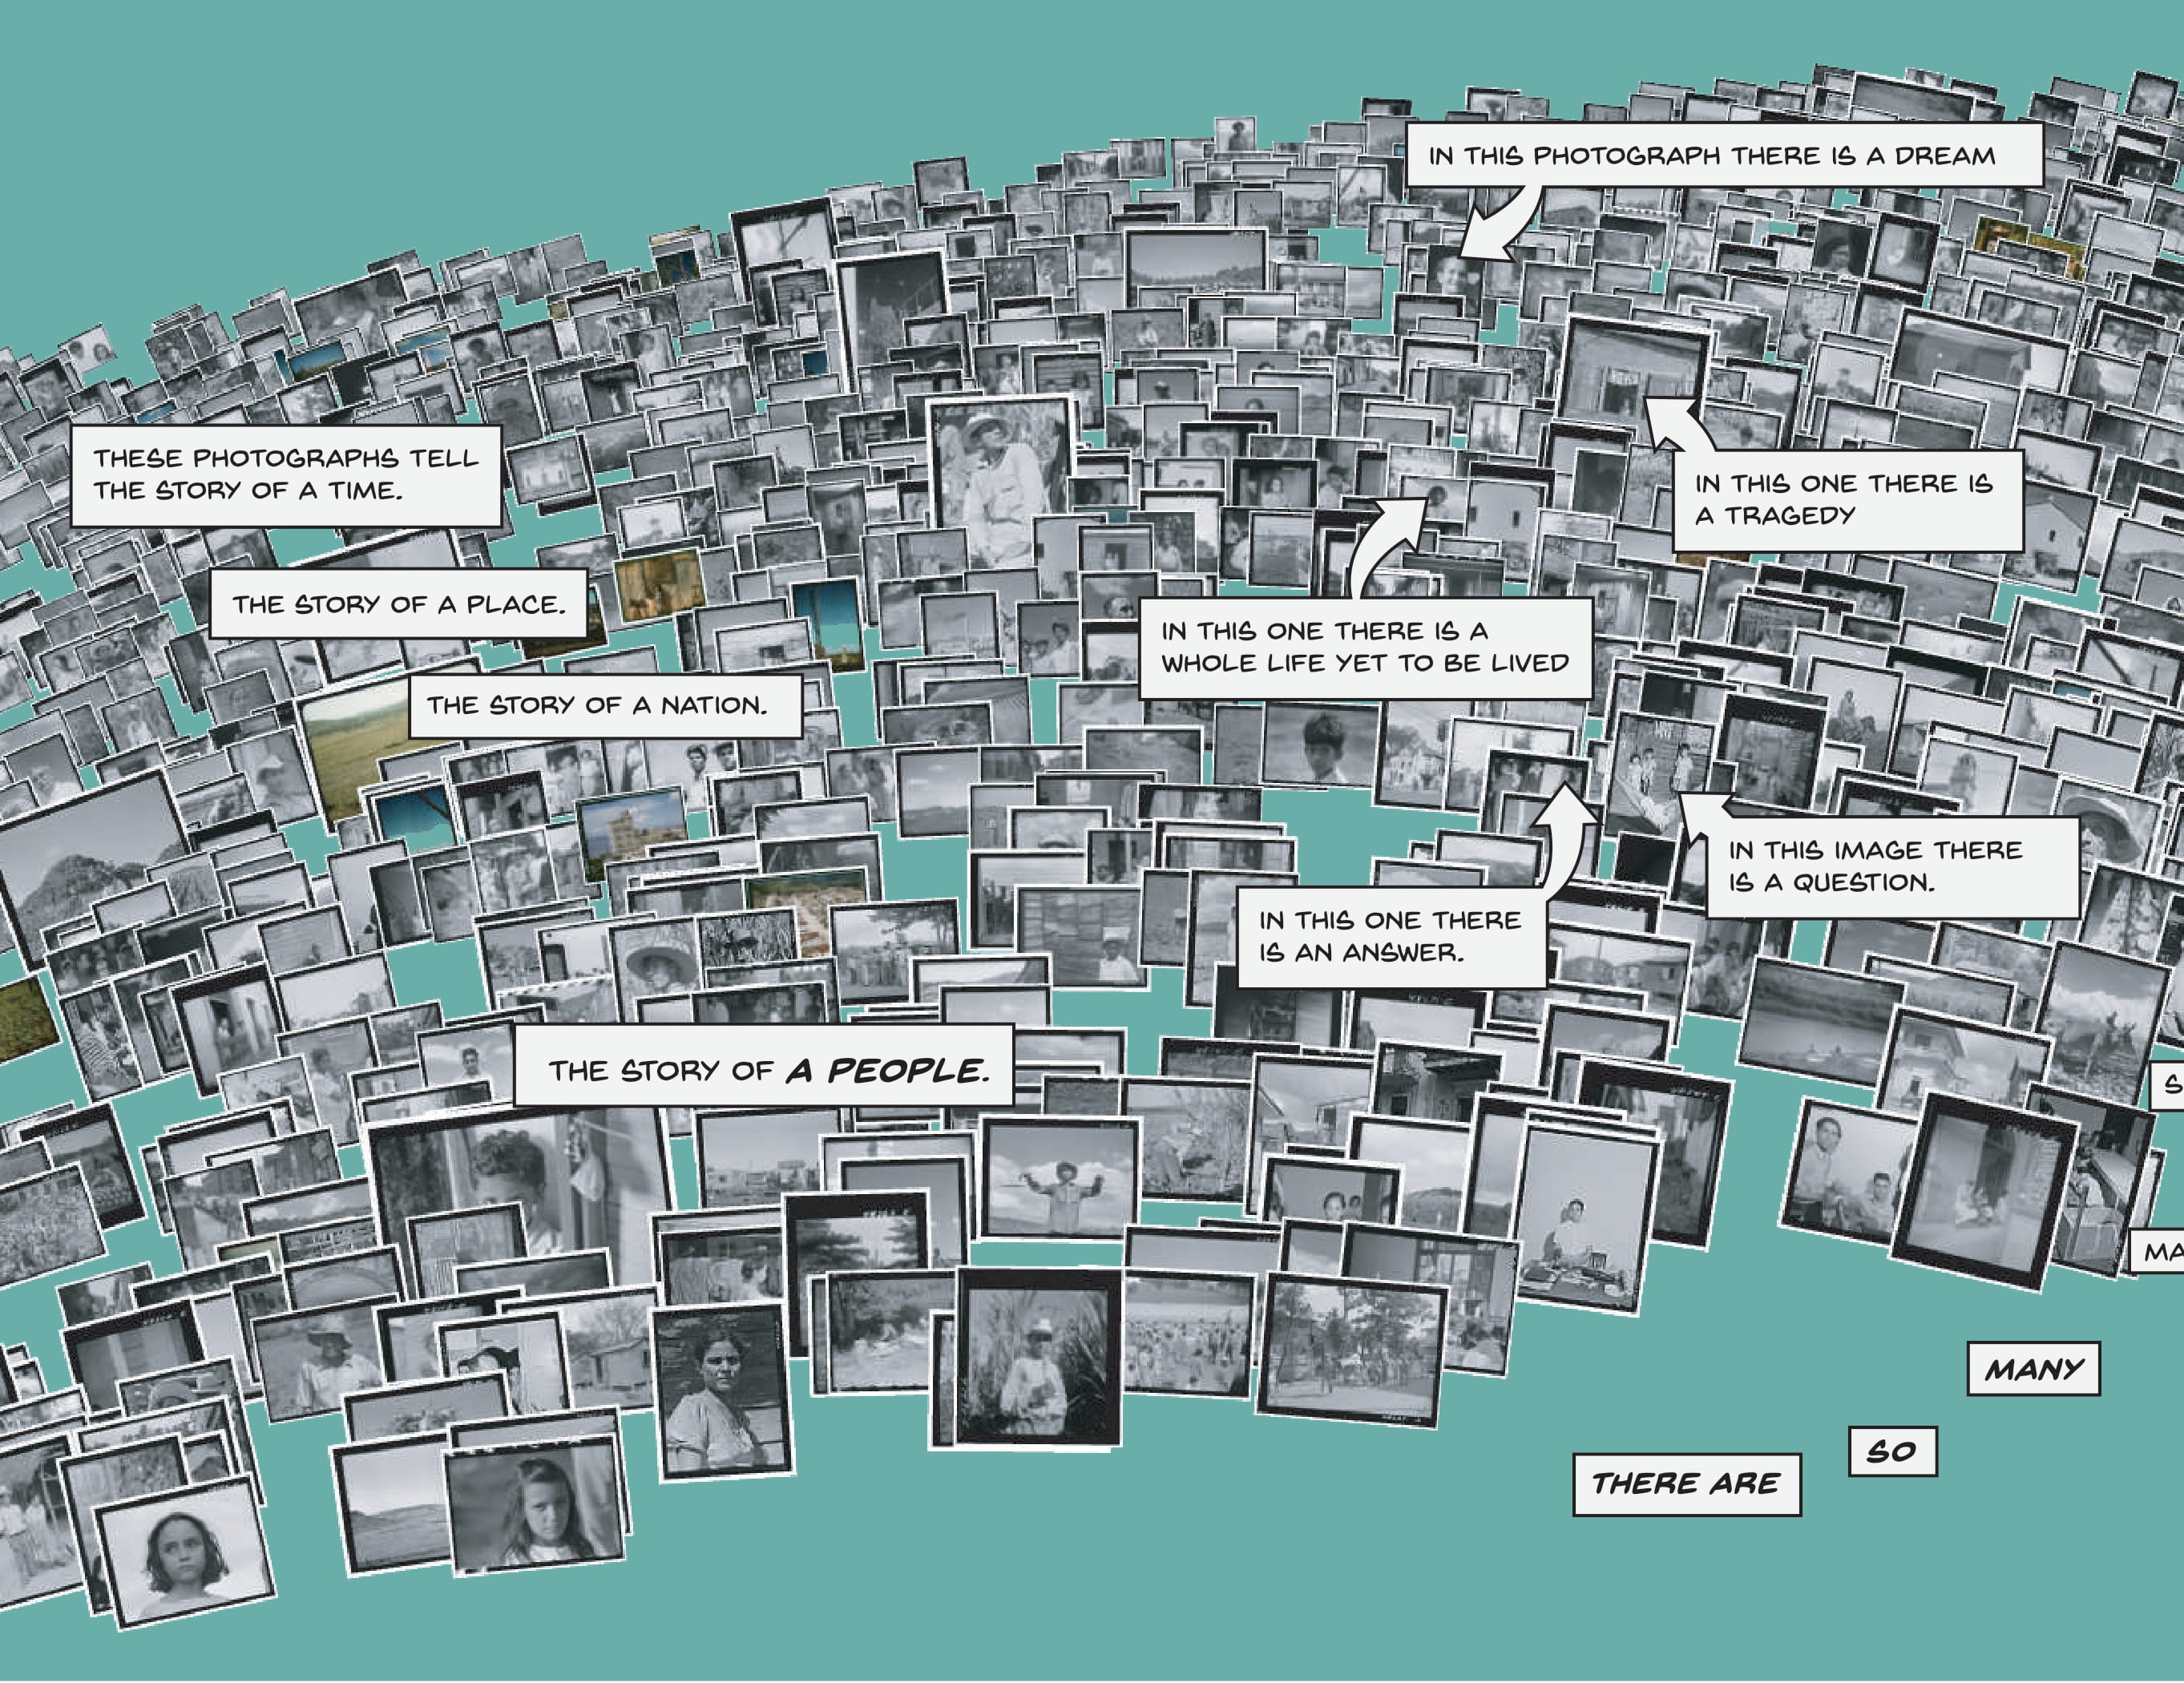 THESE PHOTOGRAPHS TELL
THE STORY OF A TIME.
THE STORY OF A PLACE.
THE STORY OF A NATION.
THE STORY OF A PEOPLE.
IN THIS PHOTOGRAPH THERE IS A DREAM
IN THIS ONE THERE IS
A TRAGEDY
IN THIS ONE THERE IS A
WHOLE LIFE YET TO BE LIVED
IN THIS IMAGE THERE
IS A QUESTION.
IN THIS ONE THERE
IS AN ANSWER.
THERE ARE
SO
MANY